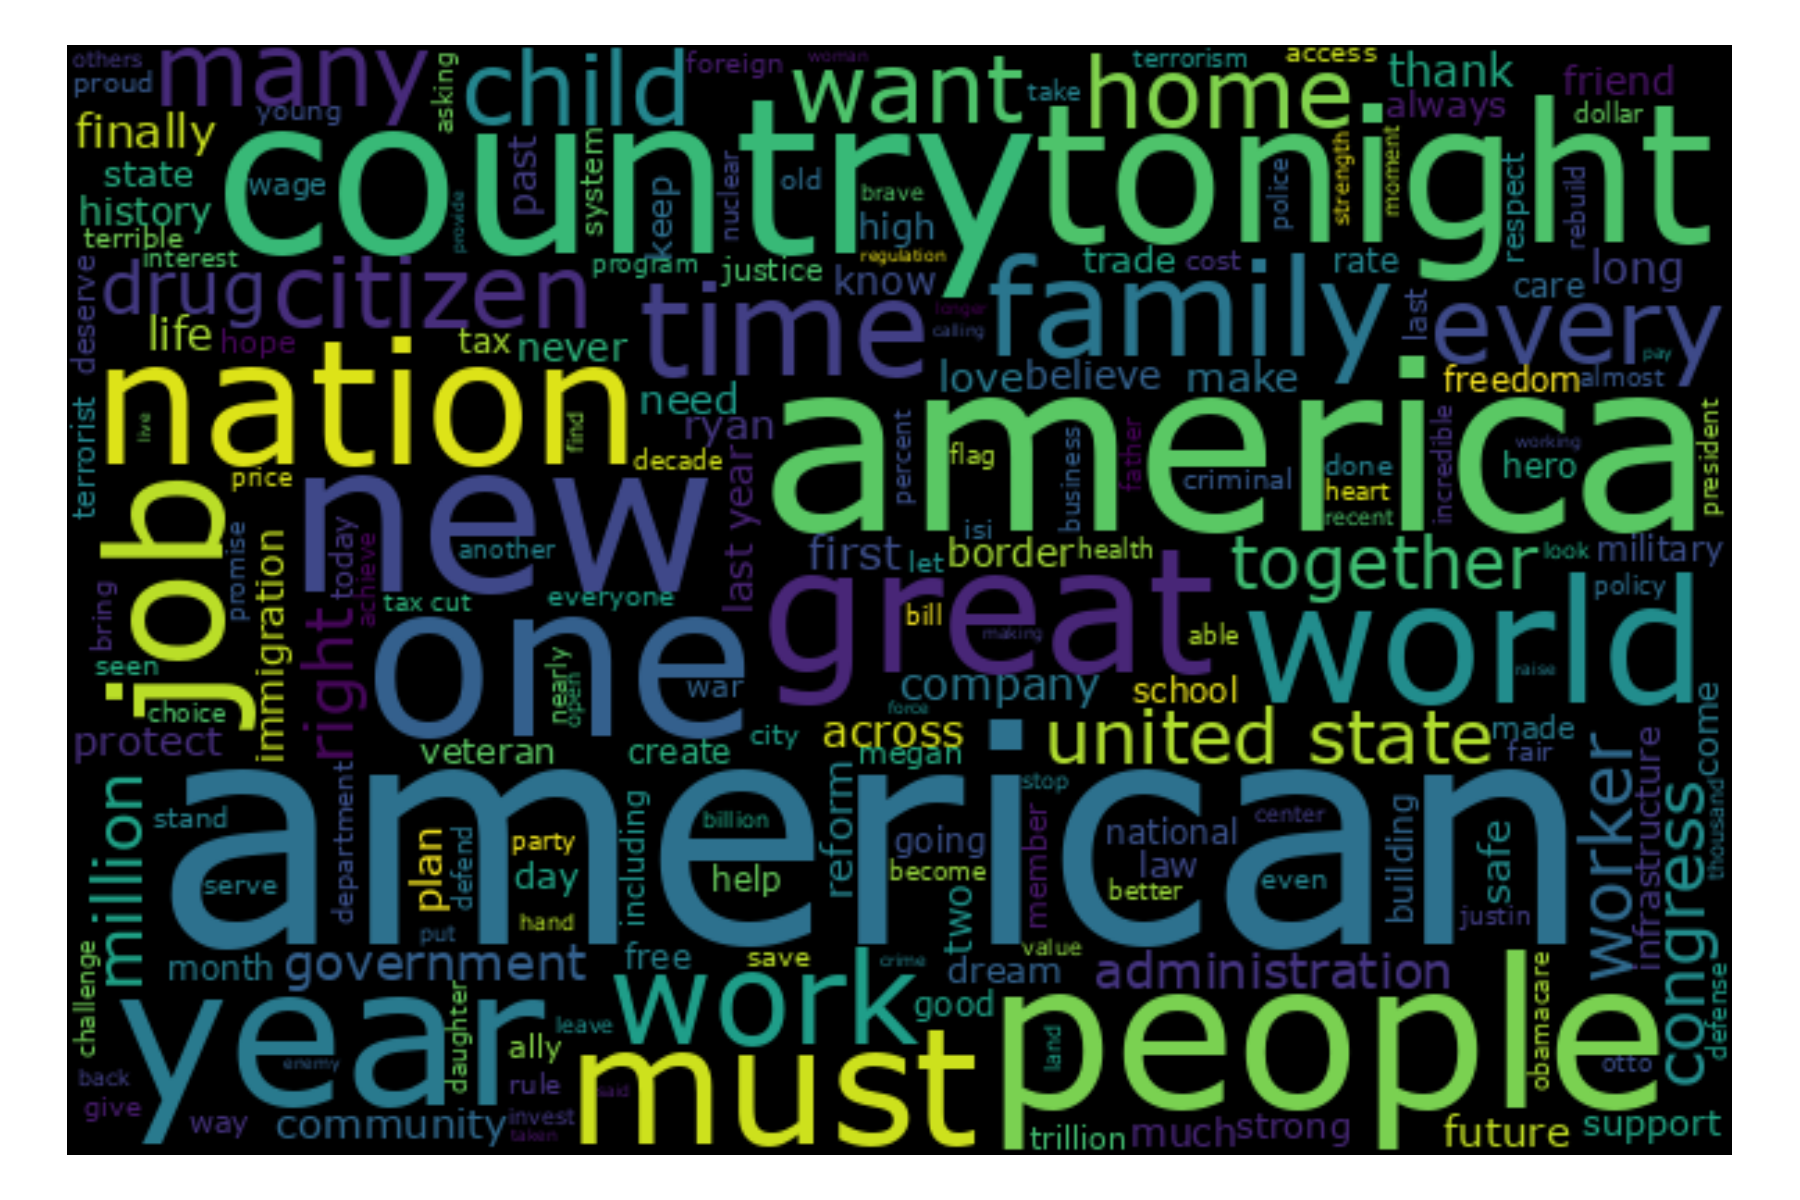 others
proud
many
young
asking
child
foreign
woman
want
take
terrorism
home
access
thank
always
friend
dollar
finally
state
history
terrible
interest
wage
country
provide
past
system
program
keep
nuclear
justice
old
brave
high
regulation
know
tonight
police
strength
moment
respect
rebuild
trade
cost
rate
care
long
deserve
drug
citizen
life
hope
tax
never
time
longer
calling
family
last
every
pay
love
believe
make
freedom
almost
nation
live
find
need
ryan
decade
terrorist
price
america
percent
flag
business
father
criminal
done
heart
recent
incredible
working
hero
president
job
new
last year
isi
first
let
border
health
together
look
military
promise
immigration
today
achieve
another
tax cut
everyone
great
bill
making
able
world
policy
raise
bring
seen
choice
right
one
nearly
open
war
company
school
force
protect
veteran
create
city
across
megan
united state
made
fair
come
worker
infrastructure
thousand
million
stand
serve
department
american
plan
defend
party
day
hand
put
including
billion
help
reform
going
become
stop
member
national
law
better
center
even
building
safe
justin
congress
defense
challenge
month
government
free
save
crime
two
value
dream
administration
good
year
enemy
daughter
leave
ally
work
people
land
obamacare
otto
back
give
way
community
rule
invest
taken
said
must
trillion
much
strong
future
support